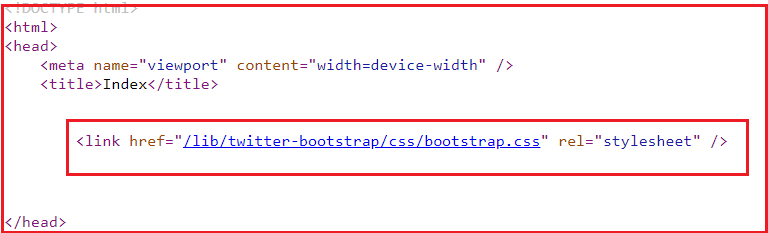 <!DOCTYPE html>
<html>
<head>
<meta name="viewport" content="width=device-width" />
<title>Index</title>
<link href="/lib/twitter-bootstrap/css/bootstrap.css" rel="stylesheet" />
</head>